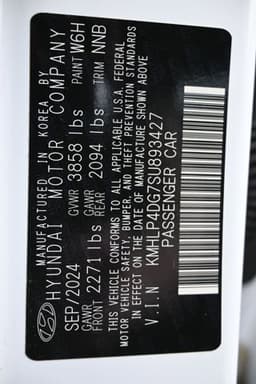 MANUFACTURED IN KOREA BY
HYUNDAI MOTOR COMPANY
PAINT W6H
SEP/2024
GVWR 3858 lbs
TRIM NNB
GAWR FRONT 2271 lbs
GAWR REAR 2094 lbs
THIS VEHICLE CONFORMS TO ALL APPLICABLE U.S.A. FEDERAL
MOTOR VEHICLE SAFETY, BUMPER, AND THEFT PREVENTION STANDARDS
IN EFFECT ON THE DATE OF MANUFACTURE SHOWN ABOVE
V.I.N KMHLP4DG7SU893427
PASSENGER CAR